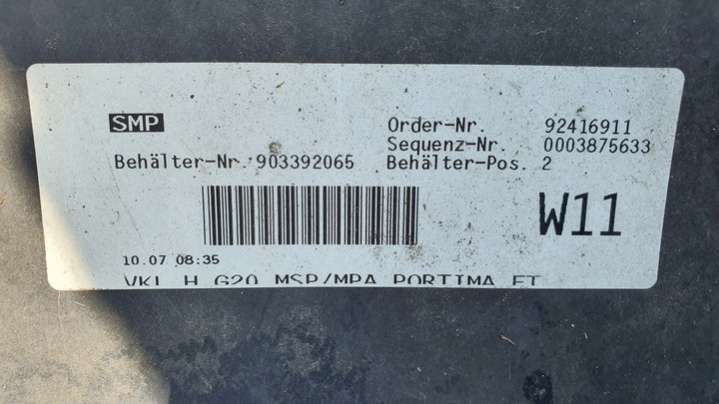 SMP
Order-Nr. 92416911
Sequenz-Nr. 0003875633
Behälter-Nr. 903392065 Behälter-Pos. 2
W11
10.07 08:35
VKL H G20 MSP/MPA PORTIMA ET